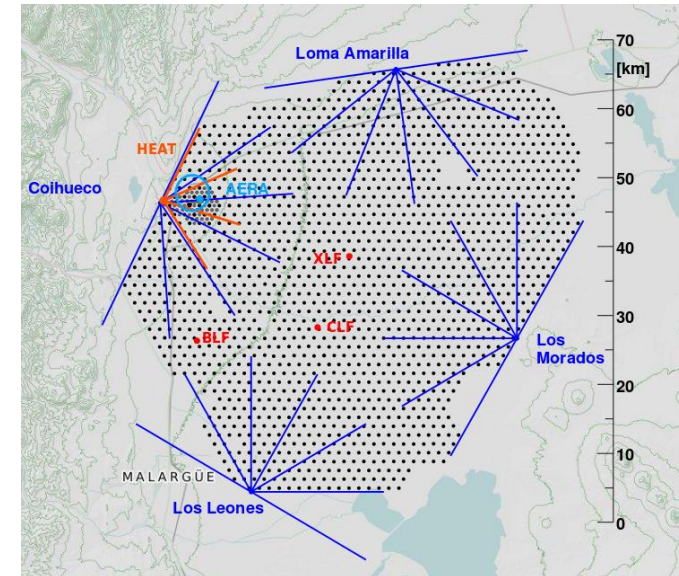 Loma Amarilla
70
[km]
60
HEAT
Coihueco
AERA
50
XLF
40
30
BLF
CLF
Los
Morados
20
10
MALARGÜE
Los Leones
0